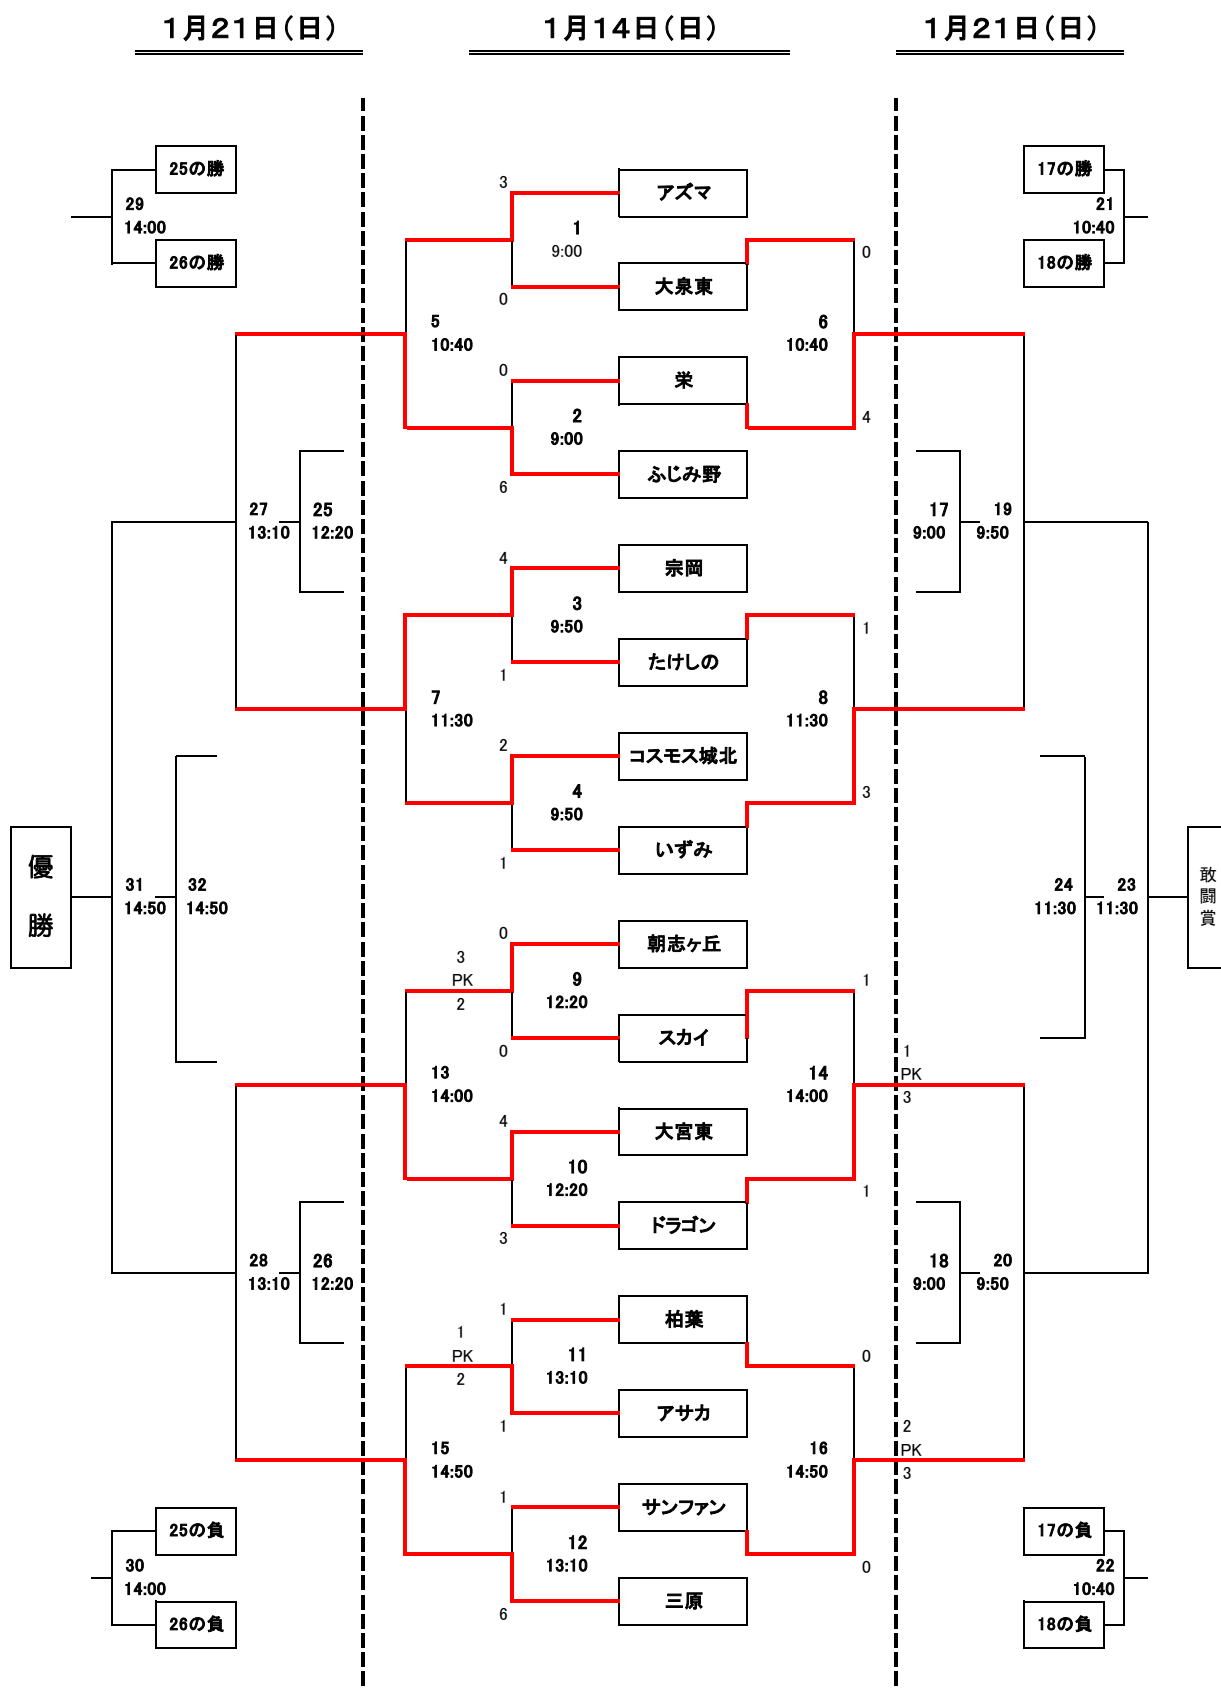 1月21日(日)
1月14日(日)
1月21日(日)
25の勝
29
14:00
26の勝
17の勝
21
10:40
18の勝
3
アズマ
1
9:00
0
大泉東
0
5
10:40
6
10:40
0
栄
2
9:00
4
6
ふじみ野
27
13:10
25
12:20
17
9:00
19
9:50
4
宗岡
3
9:50
1
たけしの
1
7
11:30
8
11:30
2
コスモス城北
4
9:50
3
1
いずみ
優
勝
31
14:50
32
14:50
24
11:30
23
11:30
敢
闘
賞
0
朝志ヶ丘
3
PK
2
9
12:20
1
0
スカイ
13
14:00
14
14:00
1
PK
3
4
大宮東
10
12:20
1
3
ドラゴン
28
13:10
26
12:20
18
9:00
20
9:50
1
柏葉
1
PK
2
11
13:10
0
1
アサカ
15
14:50
16
14:50
2
PK
3
1
サンファン
12
13:10
0
6
三原
25の負
30
14:00
26の負
17の負
22
10:40
18の負